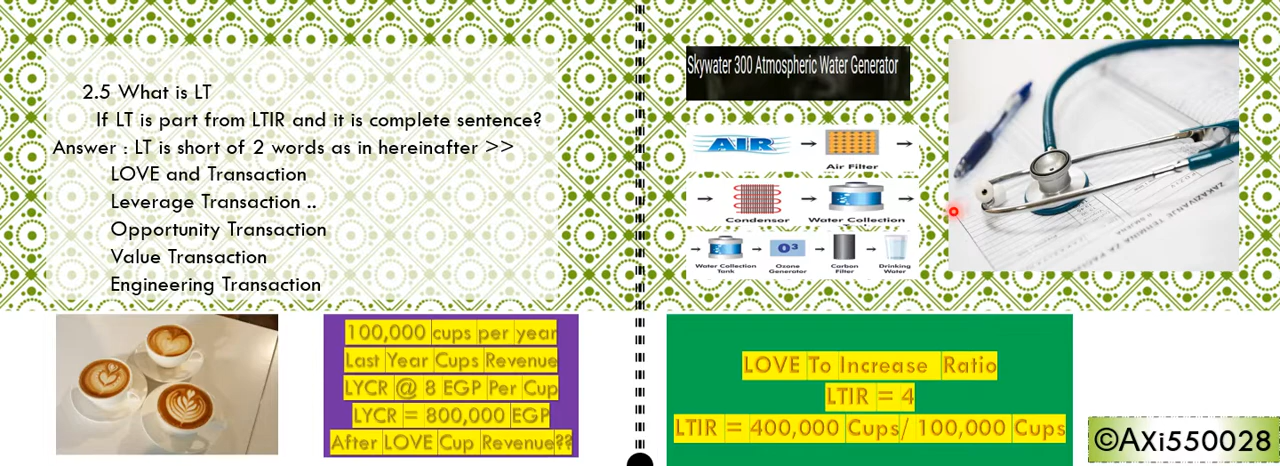 2.5 What is LT
If LT is part from LTIR and it is complete sentence?
Answer : LT is short of 2 words as in hereinafter >>
LOVE and Transaction
Leverage Transaction ..
Opportunity Transaction
Value Transaction
Engineering Transaction
100,000 cups per year
Last Year Cups Revenue
LYCR @ 8 EGP Per Cup
LYCR = 800,000 EGP
After LOVE Cup Revenue??
Skywater 300 Atmospheric Water Generator
AIR
Air Filter
Condensor
Water Collection
Water Collection
Tank
O³
Ozone
Generator
Carbon
Filter
Drinking
Water
ZAKAZIVANJE TERMINA ZA
LOVE To Increase Ratio
LTIR = 4
LTIR = 400,000 Cups/ 100,000 Cups
©AXi550028